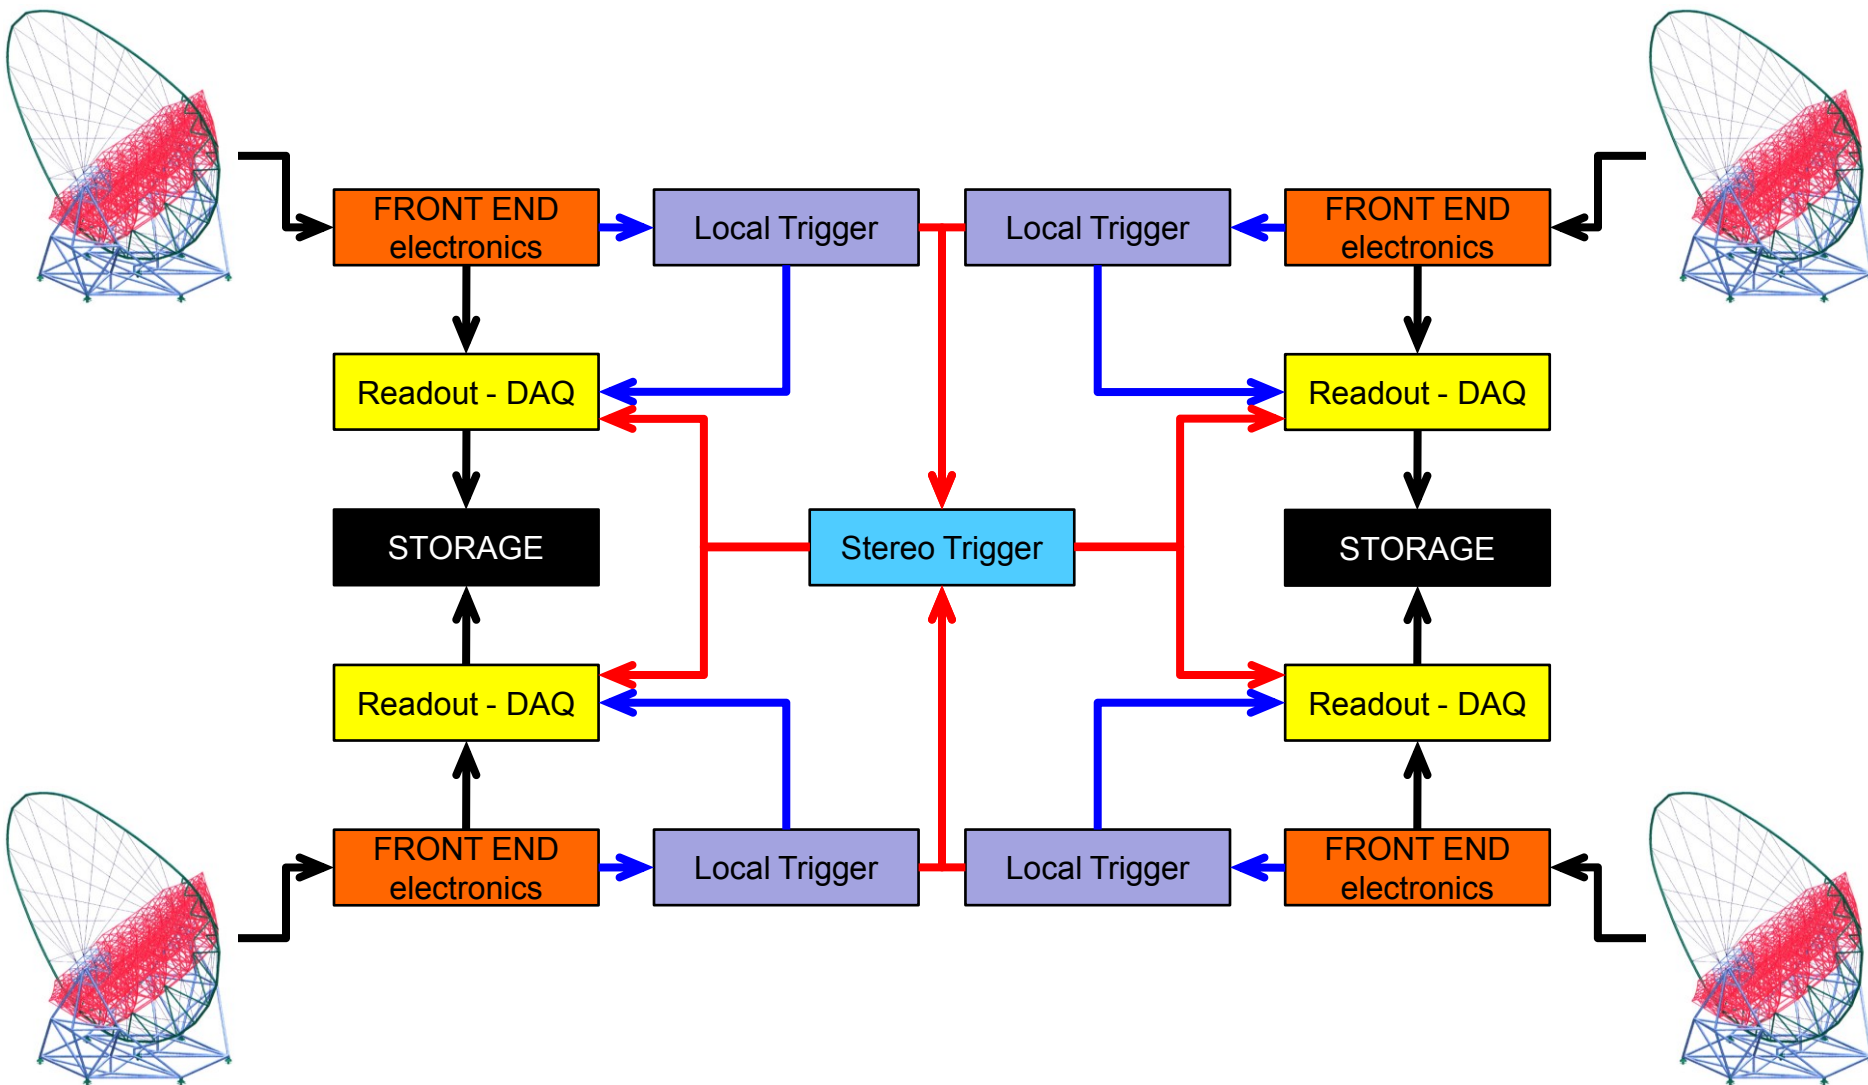 FRONT END
electronics
Local Trigger
Local Trigger
FRONT END
electronics
Readout - DAQ
Readout - DAQ
STORAGE
Stereo Trigger
STORAGE
Readout - DAQ
Readout - DAQ
FRONT END
electronics
Local Trigger
Local Trigger
FRONT END
electronics